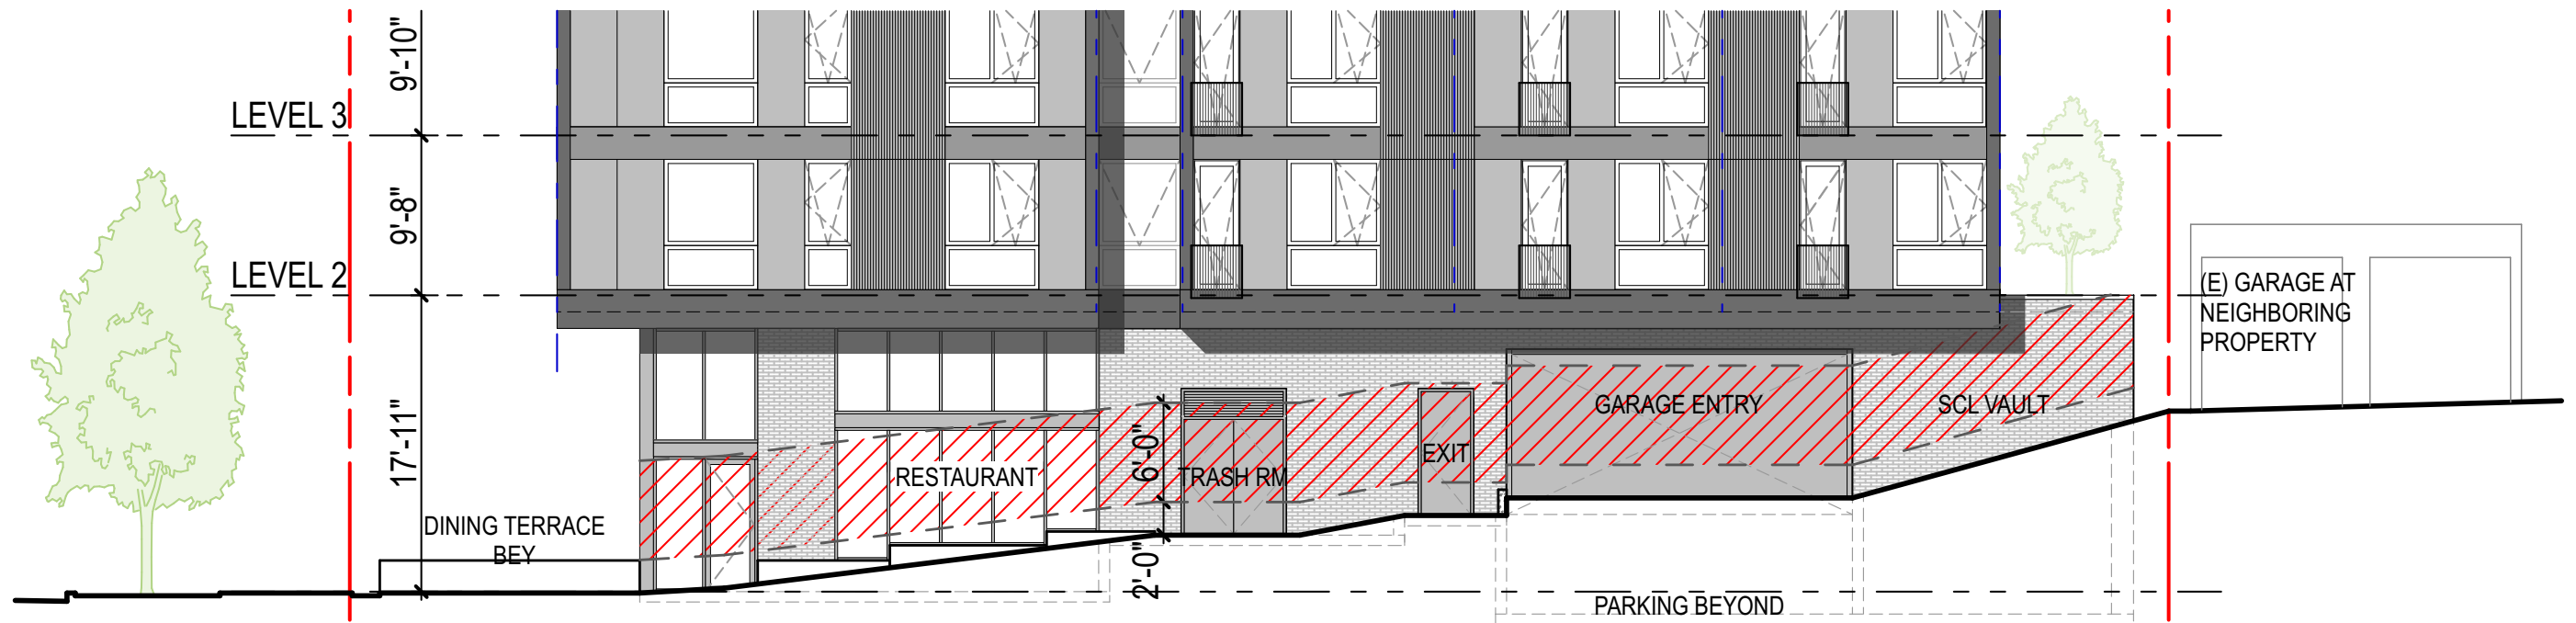 9'-10"
LEVEL 3
9'-8"
LEVEL 2
(E) GARAGE AT
NEIGHBORING
PROPERTY
17'-11"
GARAGE ENTRY
SCL VAULT
6'-0"
EXIT
RESTAURANT
TRASH RM
DINING TERRACE
BEY
2'-0"
PARKING BEYOND